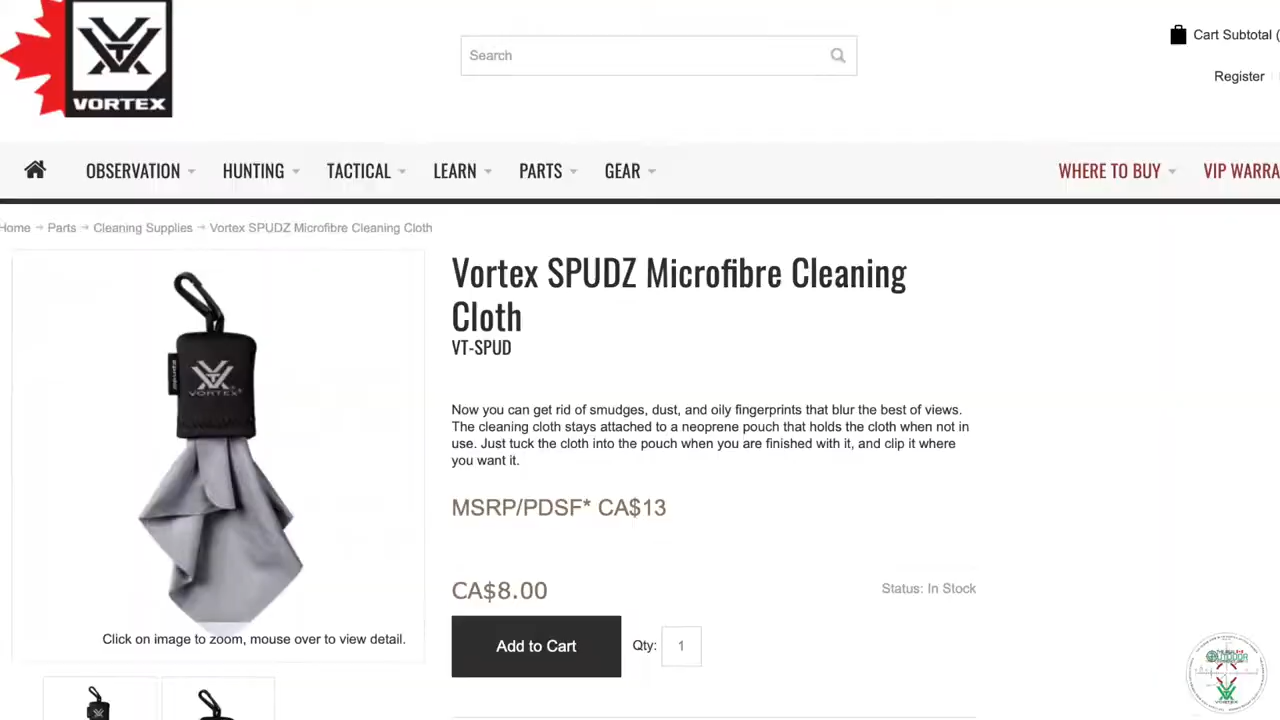 VORTEX
Search
Cart Subtotal (
Register
OBSERVATION
HUNTING
TACTICAL
LEARN
PARTS
GEAR
WHERE TO BUY
VIP WARRA
Home → Parts → Cleaning Supplies → Vortex SPUDZ Microfibre Cleaning Cloth
Vortex SPUDZ Microfibre Cleaning
Cloth
VT-SPUD
Now you can get rid of smudges, dust, and oily fingerprints that blur the best of views.
The cleaning cloth stays attached to a neoprene pouch that holds the cloth when not in
use. Just tuck the cloth into the pouch when you are finished with it, and clip it where
you want it.
MSRP/PDSF* CA$13
CA$8.00
Status: In Stock
Add to Cart
Qty:
1
spudz
VORTEX
Click on image to zoom, mouse over to view detail.
OUTDOOR
VORTEX